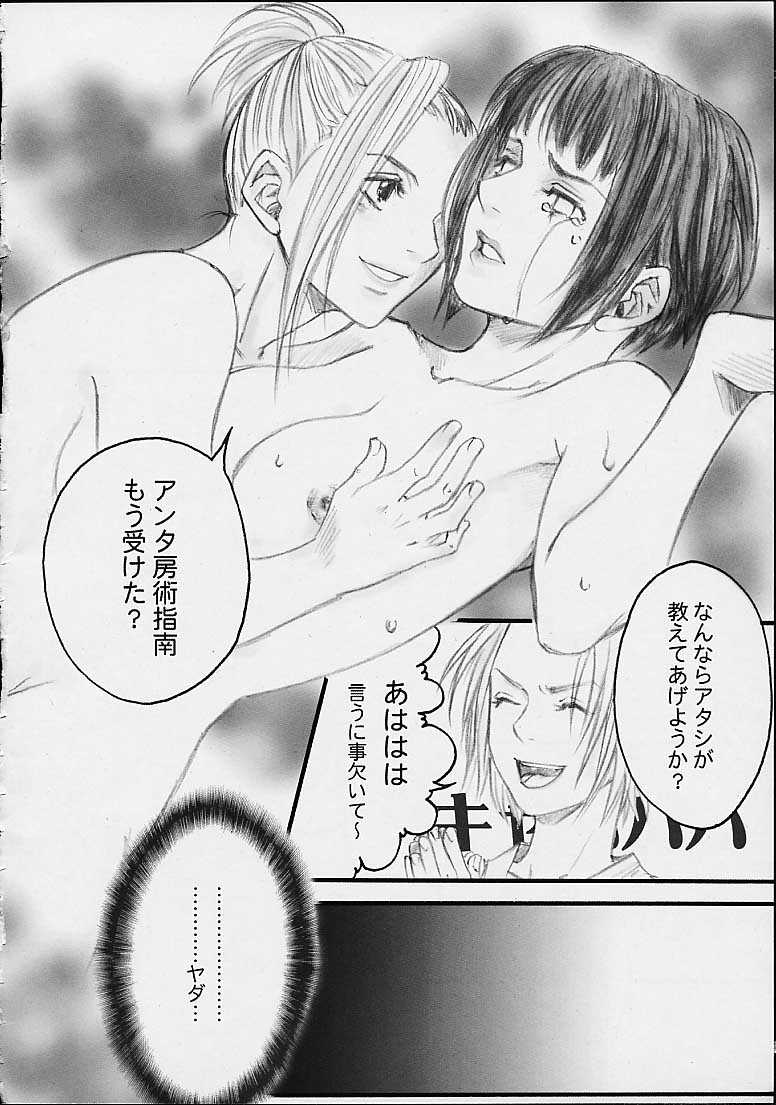 アンタ房術指南
もう受けた?
なんならアタシが
教えてあげようか?
あははは
言うに事欠いて〜
…………………
…………ヤダ…